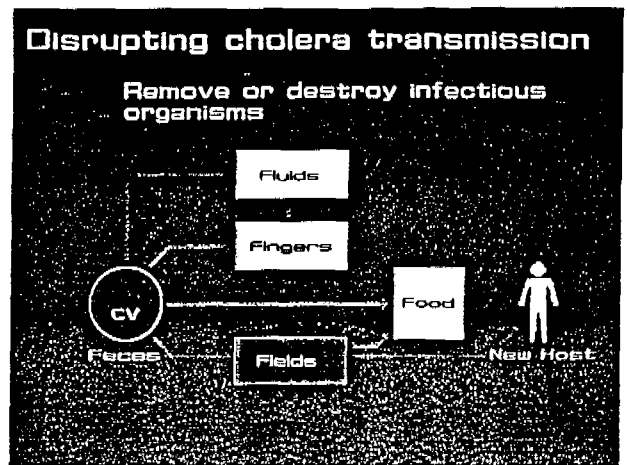 Disrupting cholera transmission
Remove or destroy infectious
organisms
Fluids
Fingers
CV
Food
Feces
Fields
New Host